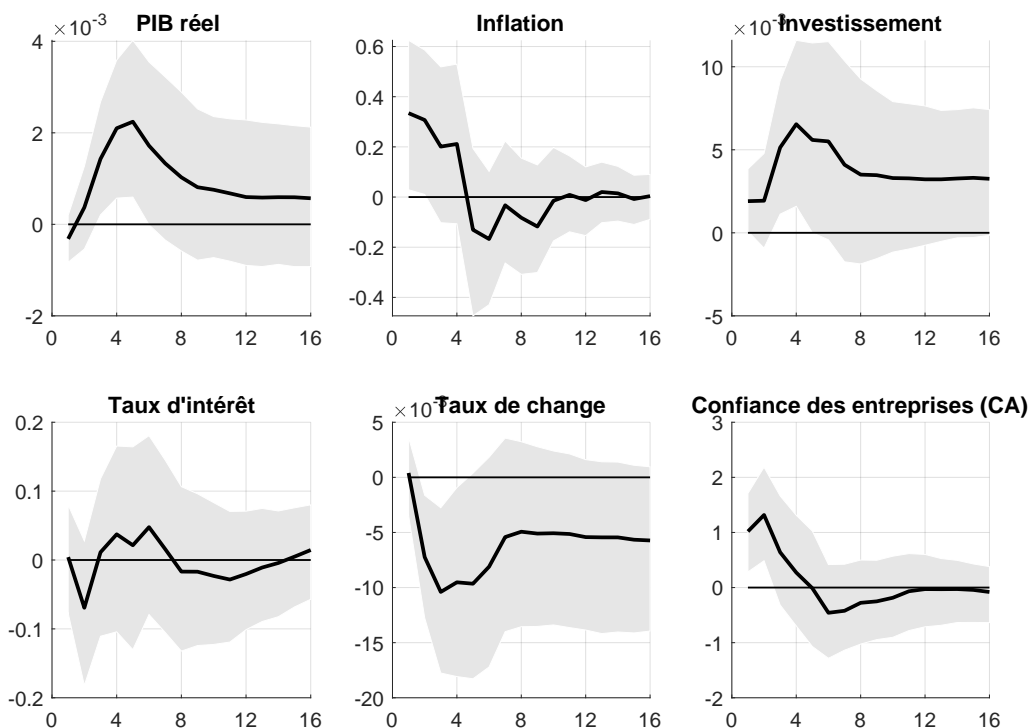 PIB réel
Inflation
Investissement
×10⁻³
4
2
0
-2
0 4 8 12 16
0.6
0.4
0.2
0
-0.2
-0.4
0 4 8 12 16
×10⁻³
10
5
0
-5
0 4 8 12 16
Taux d'intérêt
Taux de change
Confiance des entreprises (CA)
0.2
0.1
0
-0.1
-0.2
0 4 8 12 16
×10⁻³
5
0
-5
-10
-15
-20
0 4 8 12 16
3
2
1
0
-1
-2
0 4 8 12 16